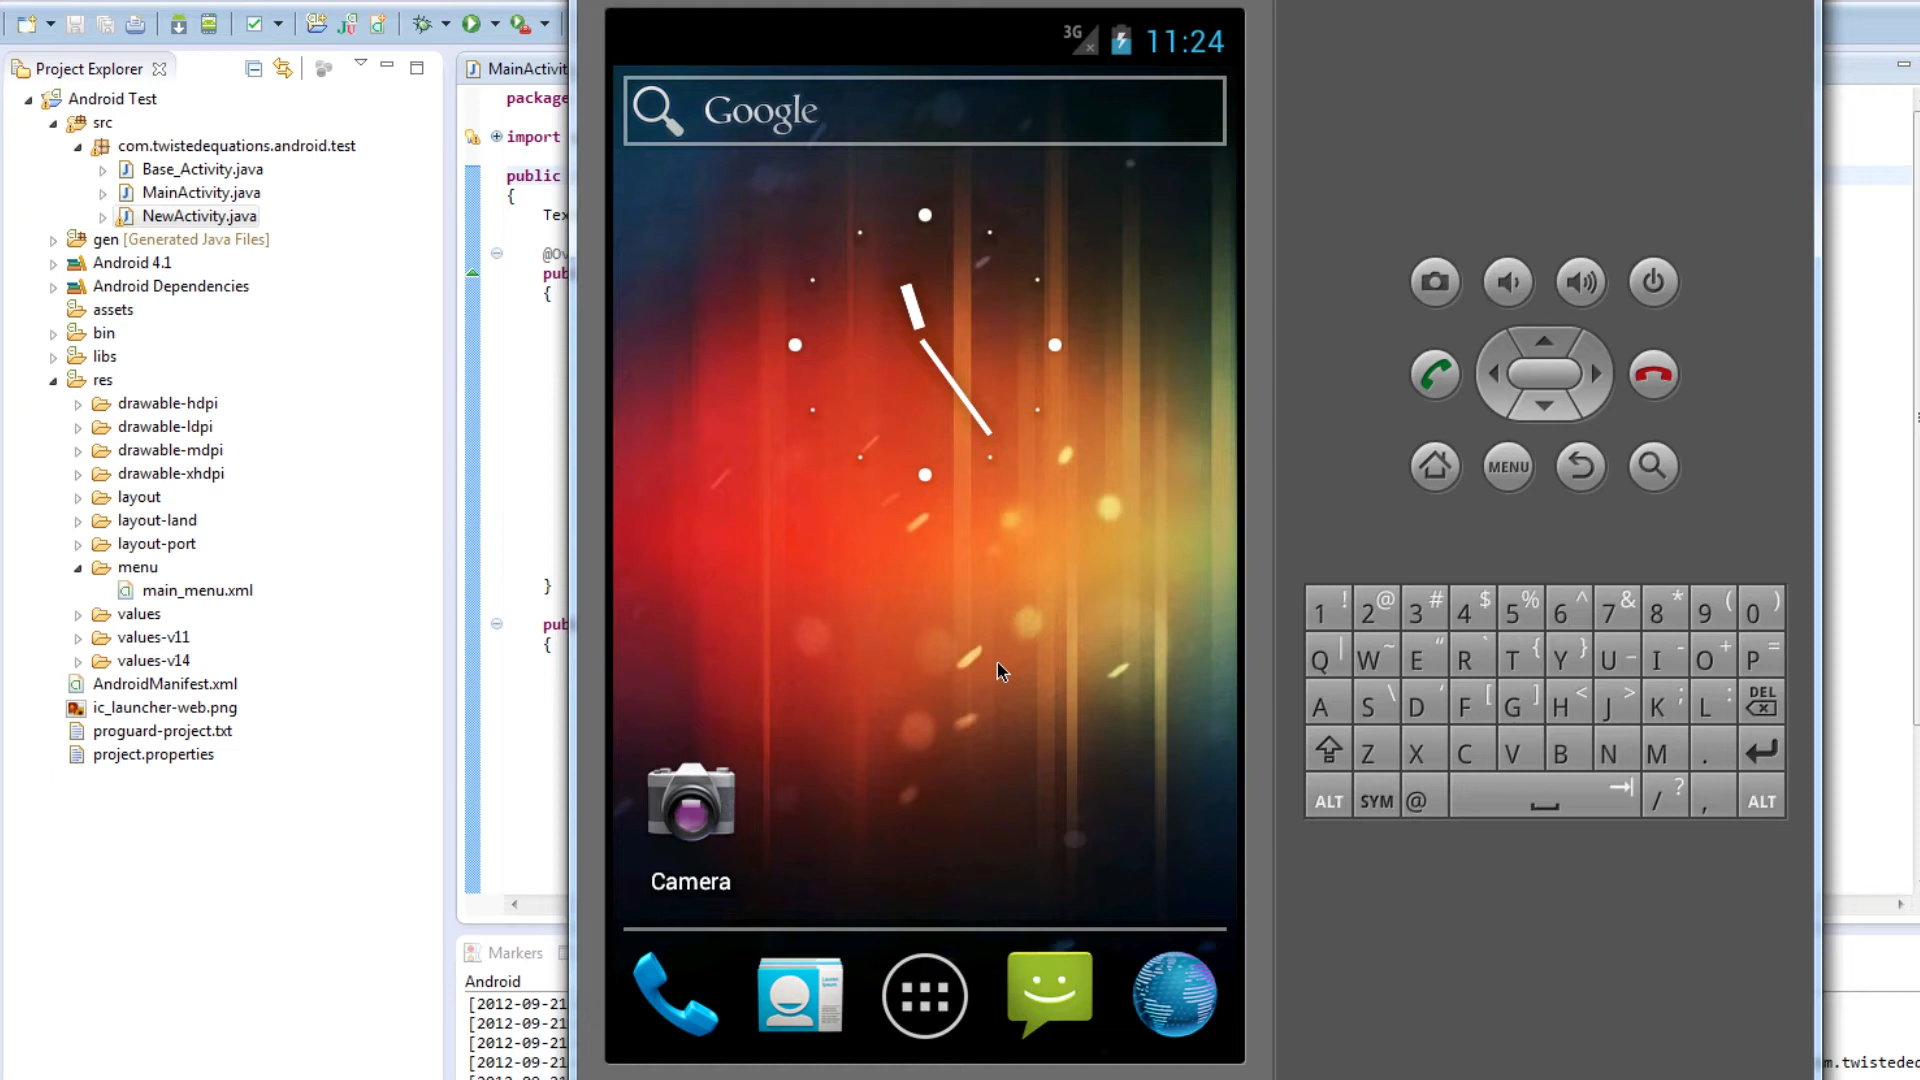 Project Explorer
Android Test
src
com.twistedequations.android.test
Base_Activity.java
MainActivity.java
NewActivity.java
gen [Generated Java Files]
Android 4.1
Android Dependencies
assets
bin
libs
res
drawable-hdpi
drawable-ldpi
drawable-mdpi
drawable-xhdpi
layout
layout-land
layout-port
menu
main_menu.xml
values
values-v11
values-v14
AndroidManifest.xml
ic_launcher-web.png
proguard-project.txt
project.properties
MainActivit
package
import
public
{
Tex
@Ov
pub
{
}
pub
{
Markers
Android
[2012-09-21
[2012-09-21
[2012-09-21
[2012-09-21
3G 11:24
Google
Camera
MENU
1 ! 2 @ 3 # 4 $ 5 % 6 ^ 7 & 8 * 9 ( 0 )
Q | W ~ E “ R ` T { Y } U _ I - O + P =
A S \ D ‘ F [ G ] H < J > K ; L : DEL
Z X C V B N M .
ALT SYM @ / ? , ALT
m.twisted